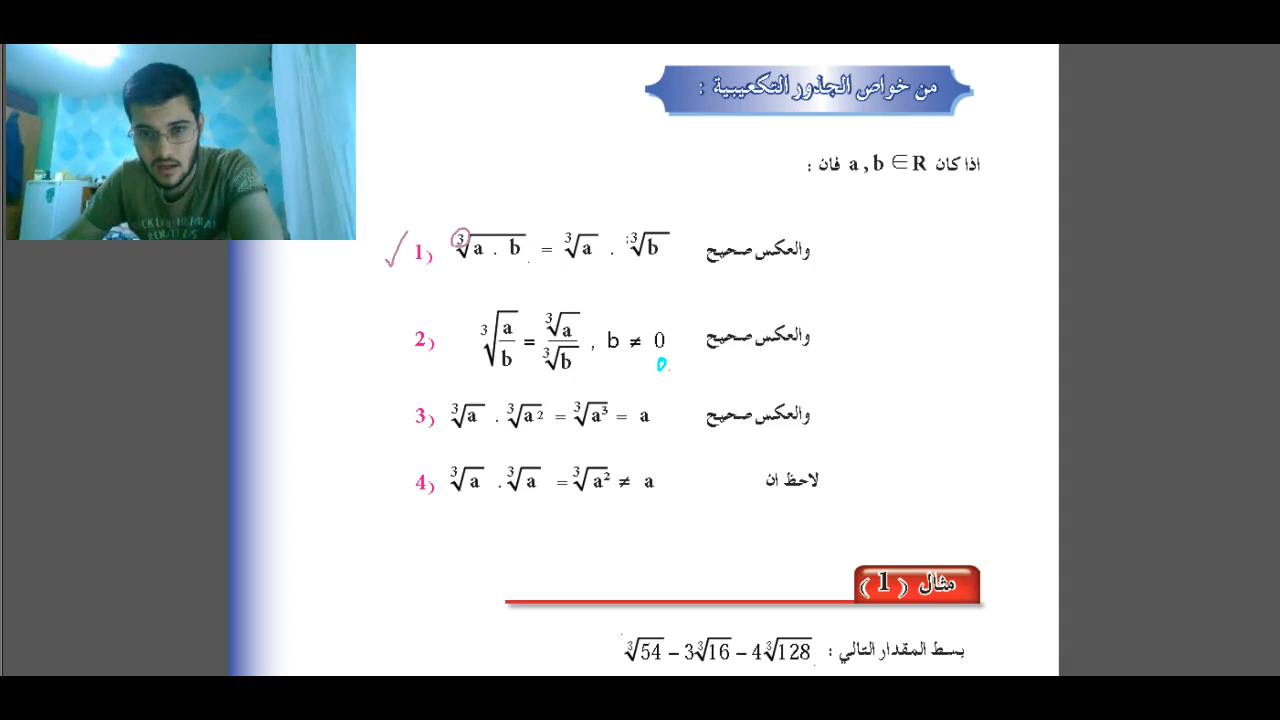 من خواص الجذور التكعيبية :
اذا كان a , b ∈ R فان :
1) ∛(a . b) = ∛a . ∛b والعكس صحيح
2) ∛(a/b) = ∛a / ∛b , b ≠ 0 والعكس صحيح
0
3) ∛a . ∛a² = ∛a³ = a والعكس صحيح
4) ∛a . ∛a = ∛a² ≠ a لاحظ ان
مثال ( 1 )
بسط المقدار التالي : ∛54 – 3∛16 – 4∛128